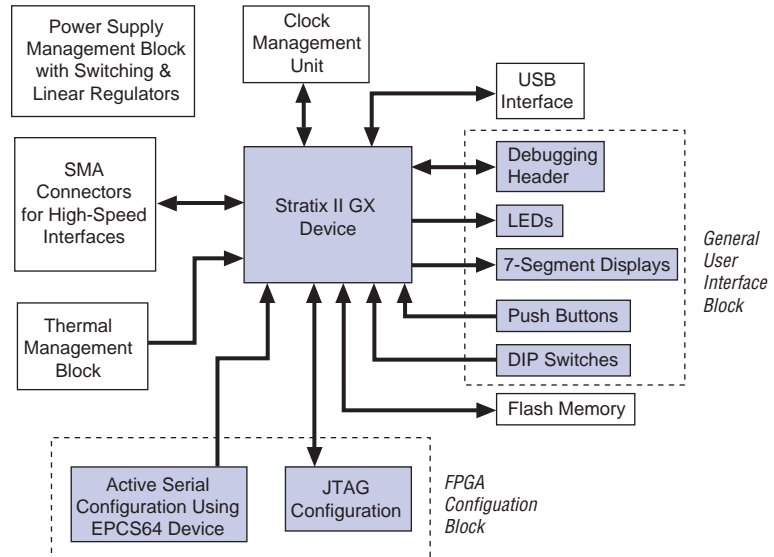 Power Supply
Management Block
with Switching &
Linear Regulators
Clock
Management
Unit
USB
Interface
SMA
Connectors
for High-Speed
Interfaces
Stratix II GX
Device
Debugging
Header
LEDs
7-Segment Displays
Push Buttons
DIP Switches
General
User
Interface
Block
Thermal
Management
Block
Flash Memory
Active Serial
Configuration Using
EPCS64 Device
JTAG
Configuration
FPGA
Configuation
Block